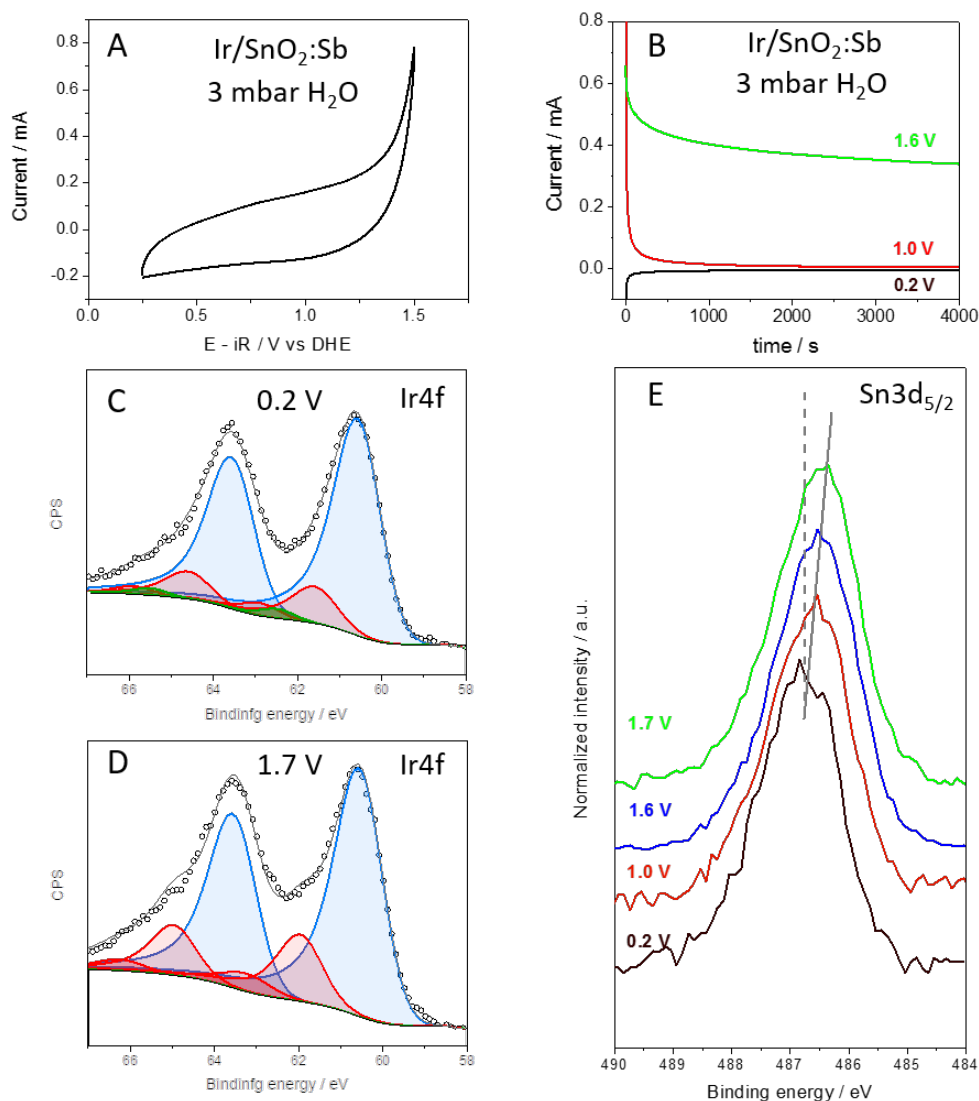 A
Ir/SnO₂:Sb
3 mbar H₂O
Current / mA
0.8
0.6
0.4
0.2
0.0
-0.2
0.0 0.5 1.0 1.5
E - iR / V vs DHE
B
Ir/SnO₂:Sb
3 mbar H₂O
Current / mA
0.8
0.4
0.0
1.6 V
1.0 V
0.2 V
0 1000 2000 3000 4000
time / s
C
0.2 V
Ir4f
CPS
66 64 62 60 58
Bindinfg energy / eV
D
1.7 V
Ir4f
CPS
66 64 62 60 58
Bindinfg energy / eV
E
Sn3d₅/₂
Normalized intensity / a.u.
1.7 V
1.6 V
1.0 V
0.2 V
490 489 488 487 486 485 484
Binding energy / eV